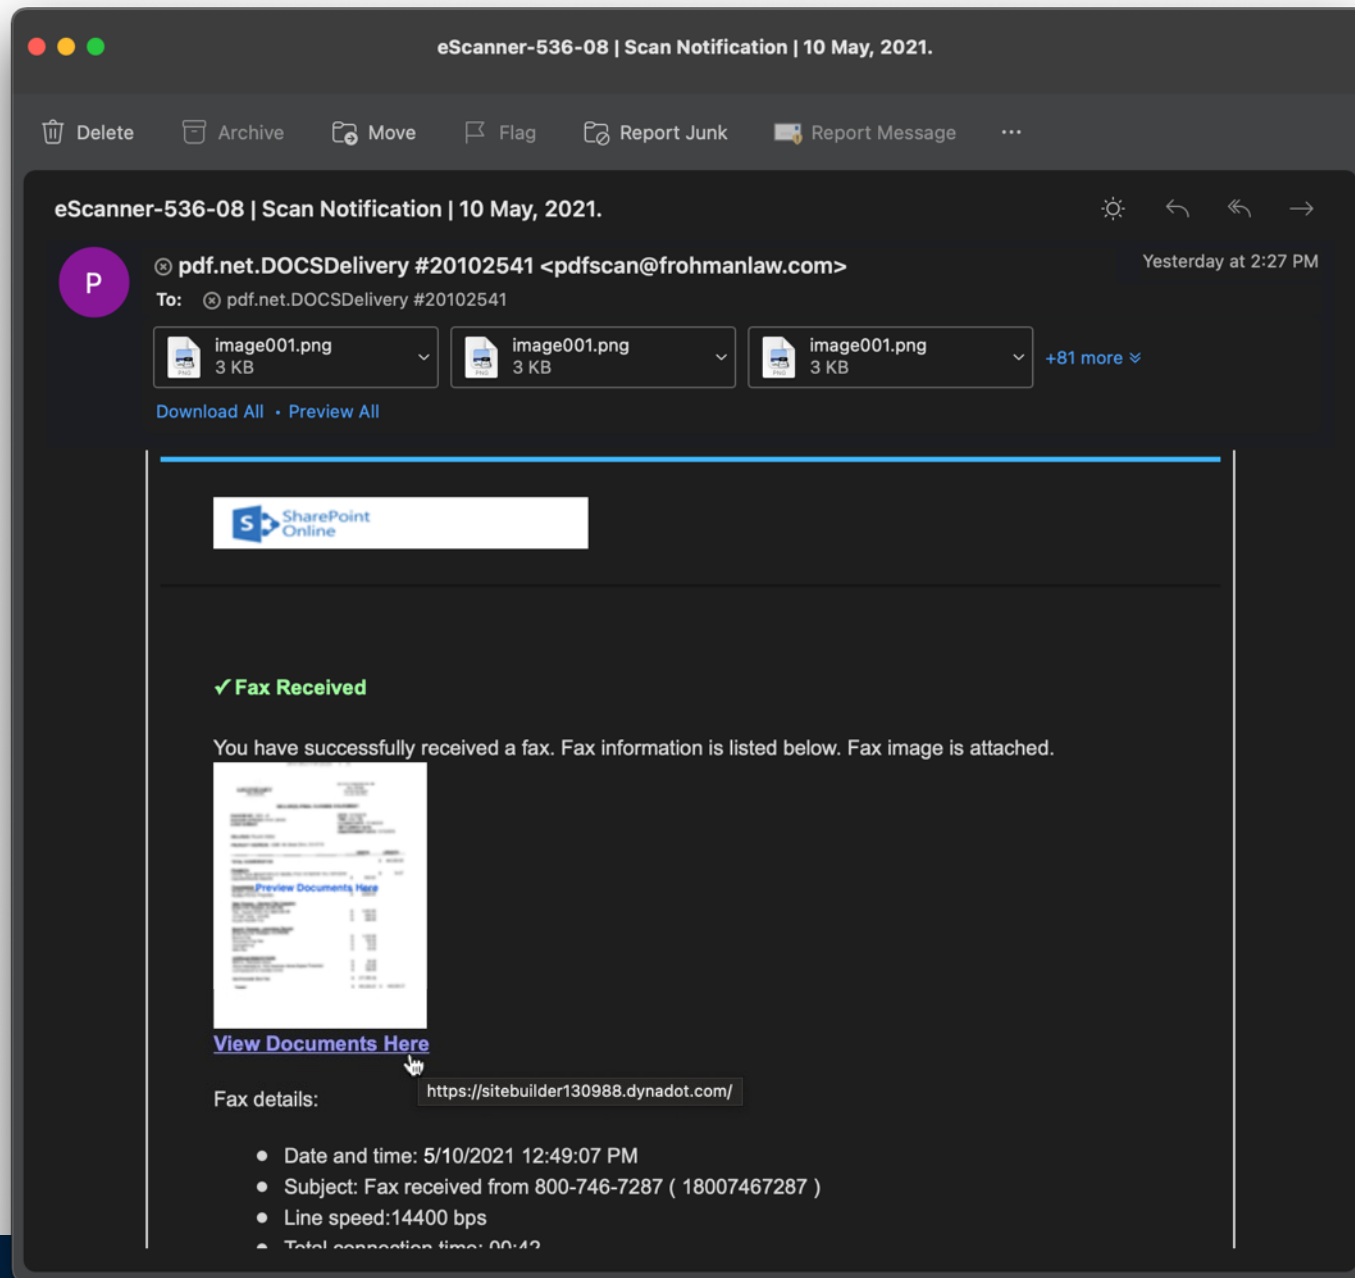 eScanner-536-08 | Scan Notification | 10 May, 2021.
Delete Archive Move Flag Report Junk Report Message ...
eScanner-536-08 | Scan Notification | 10 May, 2021.
P
pdf.net.DOCSDelivery #20102541 <pdfscan@frohmanlaw.com>
Yesterday at 2:27 PM
To: pdf.net.DOCSDelivery #20102541
image001.png
3 KB
image001.png
3 KB
image001.png
3 KB
+81 more
Download All • Preview All
S SharePoint
Online
✓ Fax Received
You have successfully received a fax. Fax information is listed below. Fax image is attached.
Preview Documents Here
View Documents Here
https://sitebuilder130988.dynadot.com/
Fax details:
• Date and time: 5/10/2021 12:49:07 PM
• Subject: Fax received from 800-746-7287 ( 18007467287 )
• Line speed:14400 bps
• Total connection time: 00:42